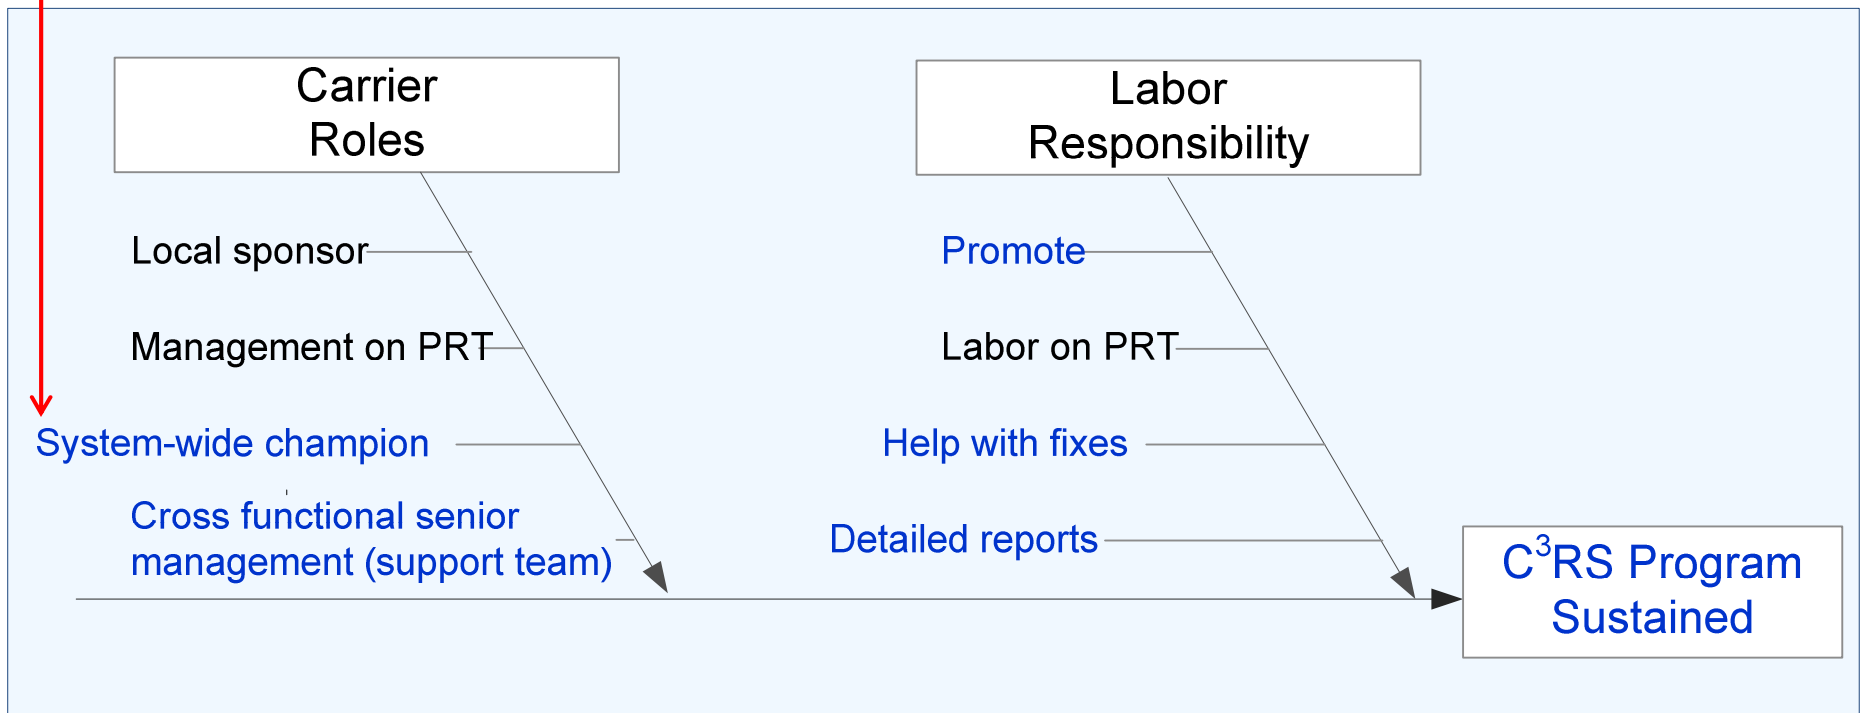 Carrier
Roles
Local sponsor
Management on PRT
System-wide champion
Cross functional senior
management (support team)
Labor
Responsibility
Promote
Labor on PRT
Help with fixes
Detailed reports
C³RS Program
Sustained